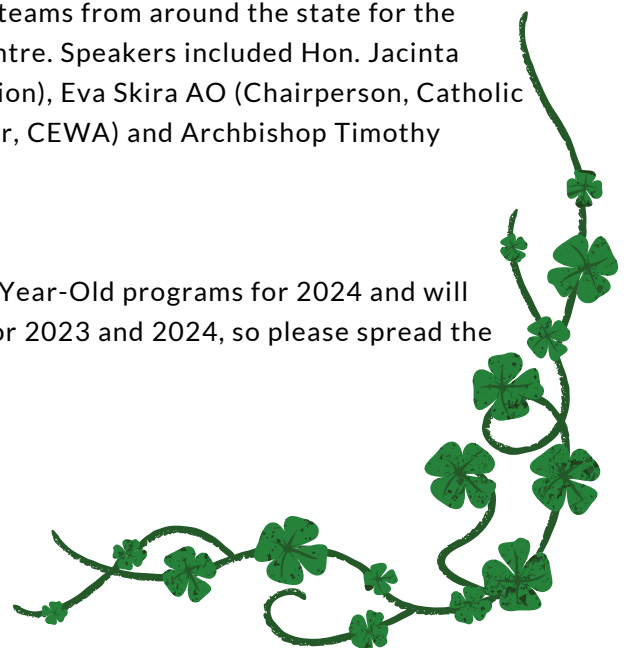 teams from around the state for the
ntre. Speakers included Hon. Jacinta
ion), Eva Skira AO (Chairperson, Catholic
r, CEWA) and Archbishop Timothy
Year-Old programs for 2024 and will
or 2023 and 2024, so please spread the